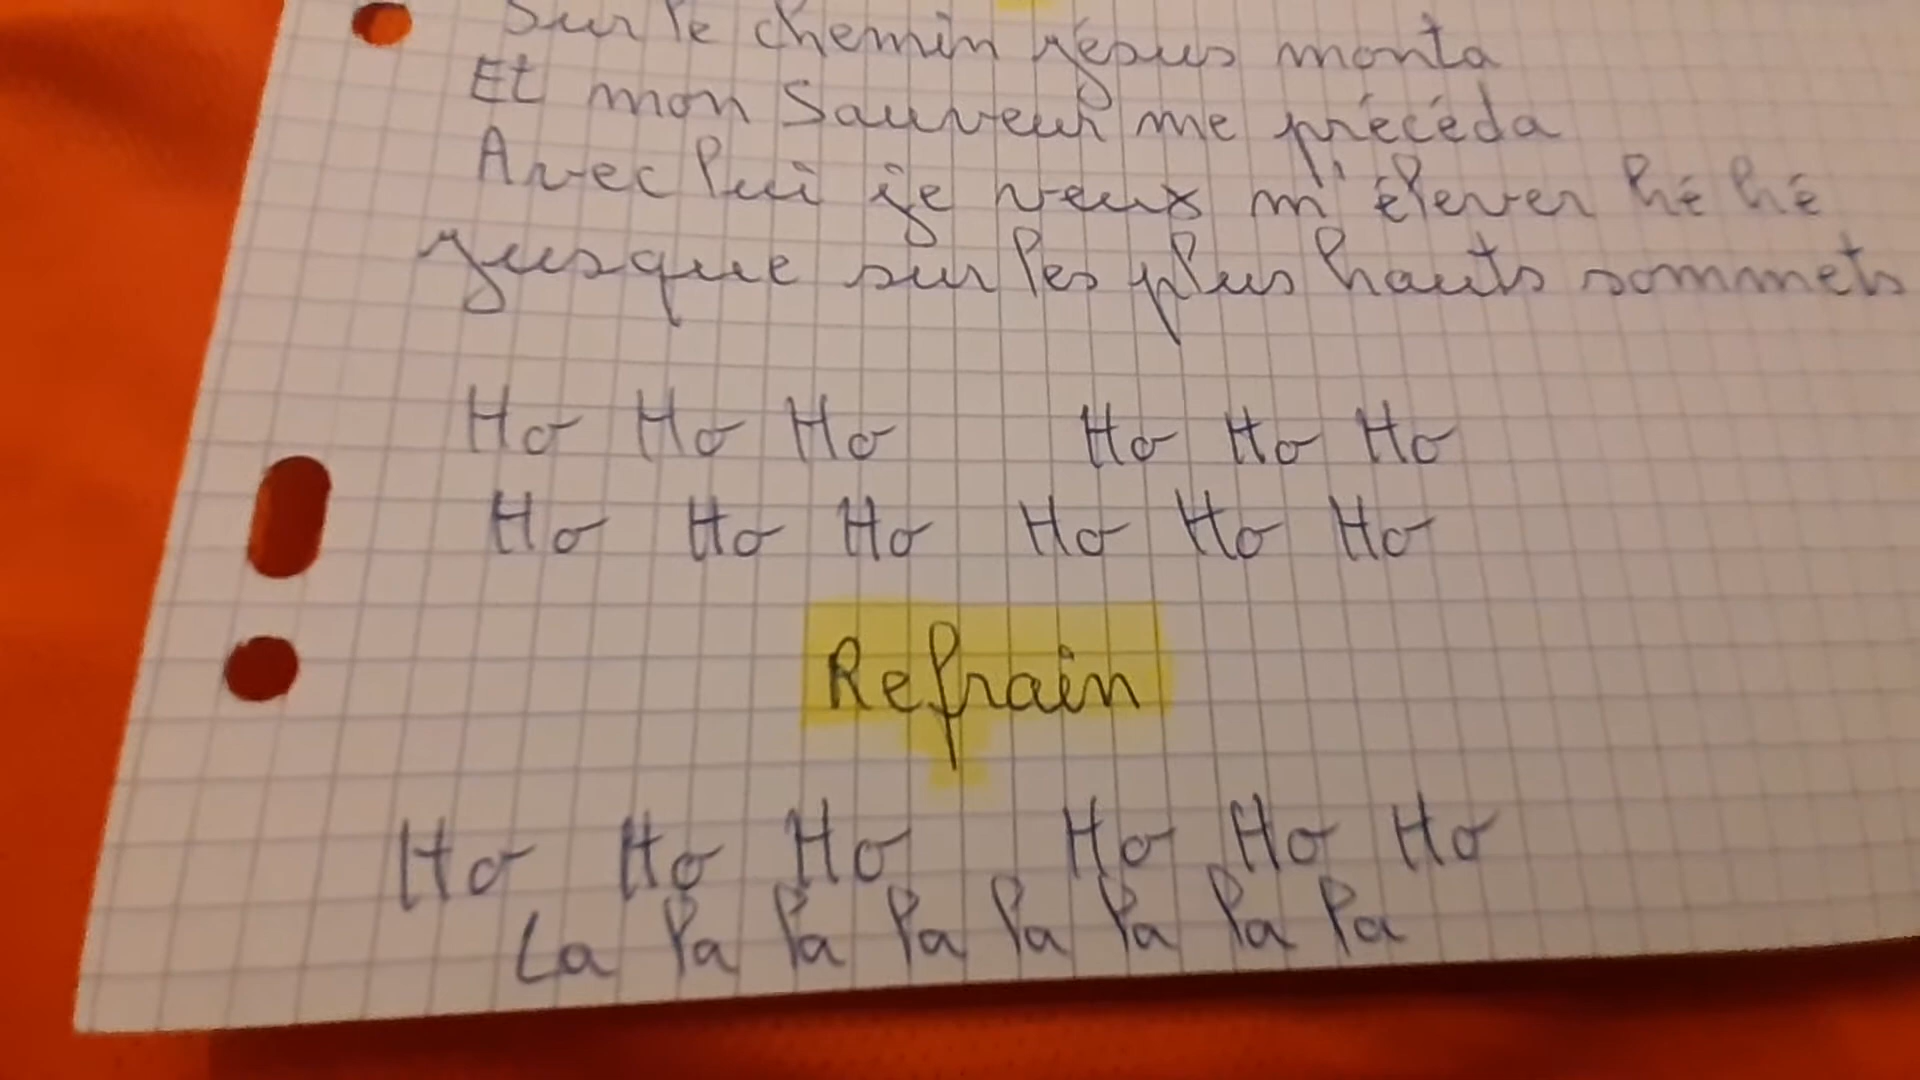 Sur le chemin Jésus monta
Et mon Sauveur me précéda
Avec lui je veux m'élever hé hé
Jusque sur les plus hauts sommets
Ho Ho Ho Ho Ho Ho
Ho Ho Ho Ho Ho Ho
Refrain
Ho Ho Ho Ho Ho Ho
La la la la la la la la